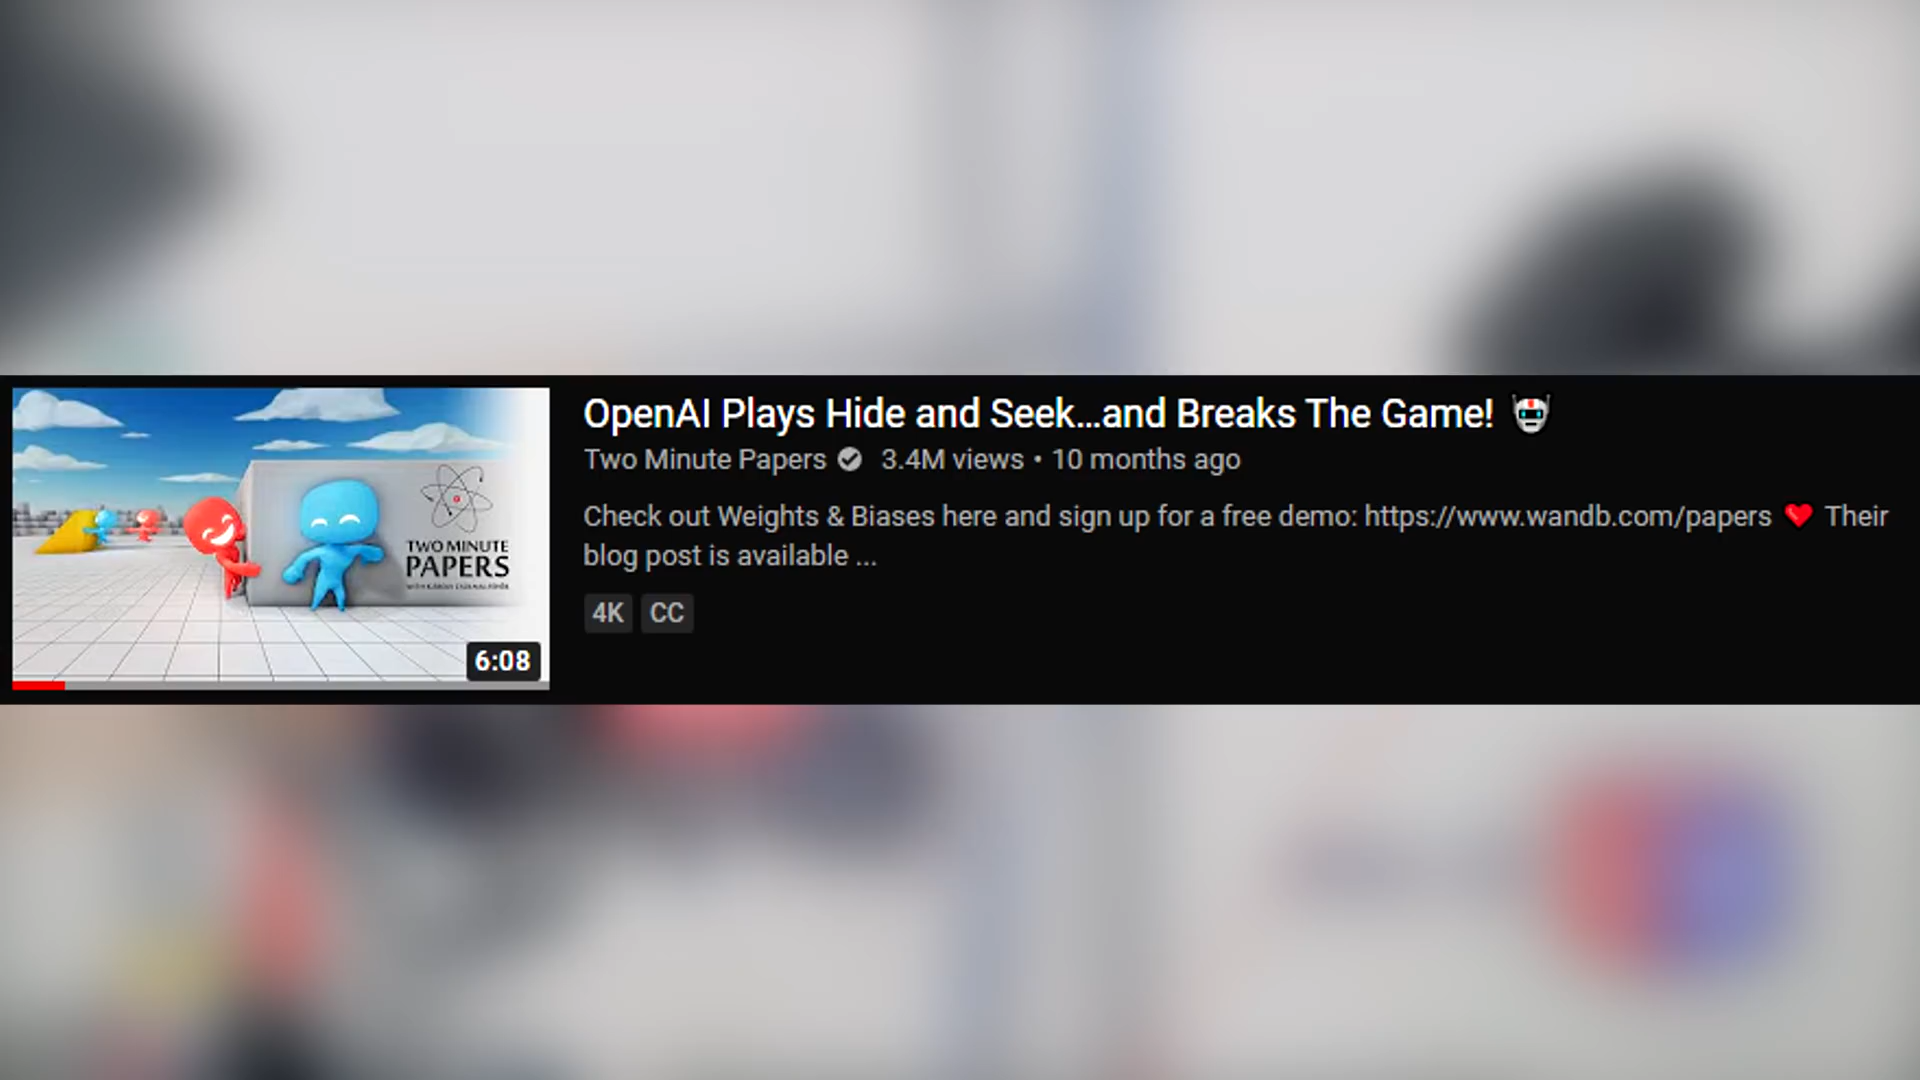 OpenAI Plays Hide and Seek…and Breaks The Game! 🤖
Two Minute Papers 3.4M views • 10 months ago
Check out Weights & Biases here and sign up for a free demo: https://www.wandb.com/papers ❤️ Their
blog post is available ...
4K CC
TWO MINUTE
PAPERS
6:08